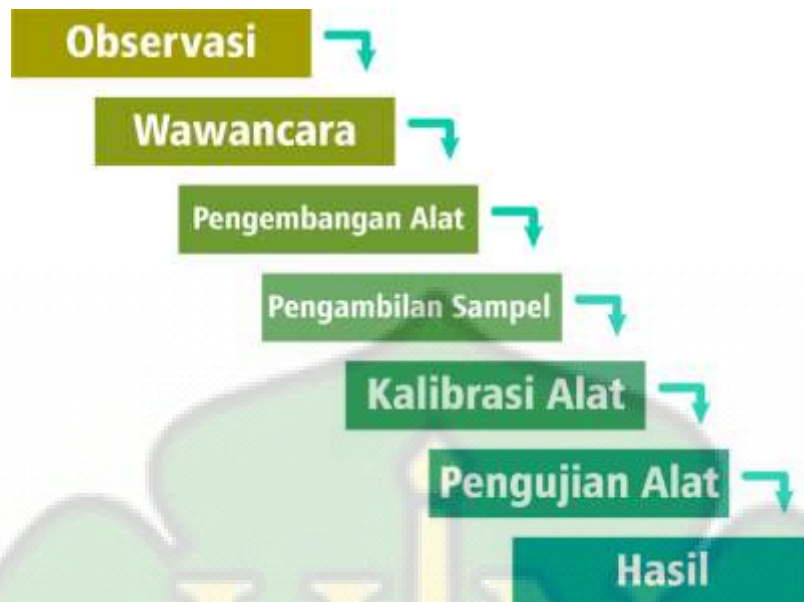 Observasi
Wawancara
Pengembangan Alat
Pengambilan Sampel
Kalibrasi Alat
Pengujian Alat
Hasil